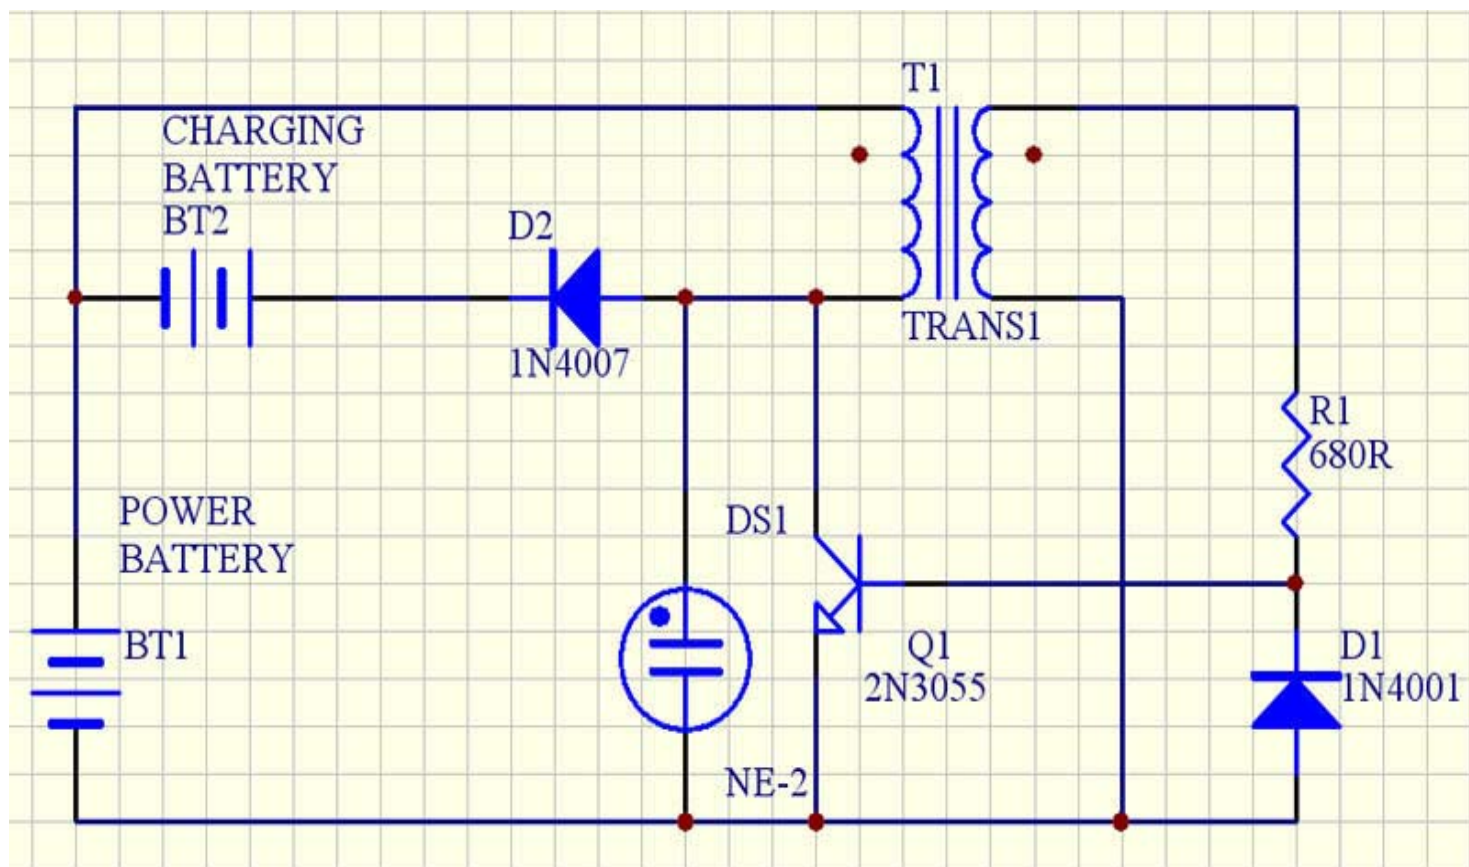 T1
CHARGING
BATTERY
BT2
D2
TRANS1
1N4007
R1
680R
POWER
BATTERY
DS1
BT1
Q1
D1
2N3055
1N4001
NE-2